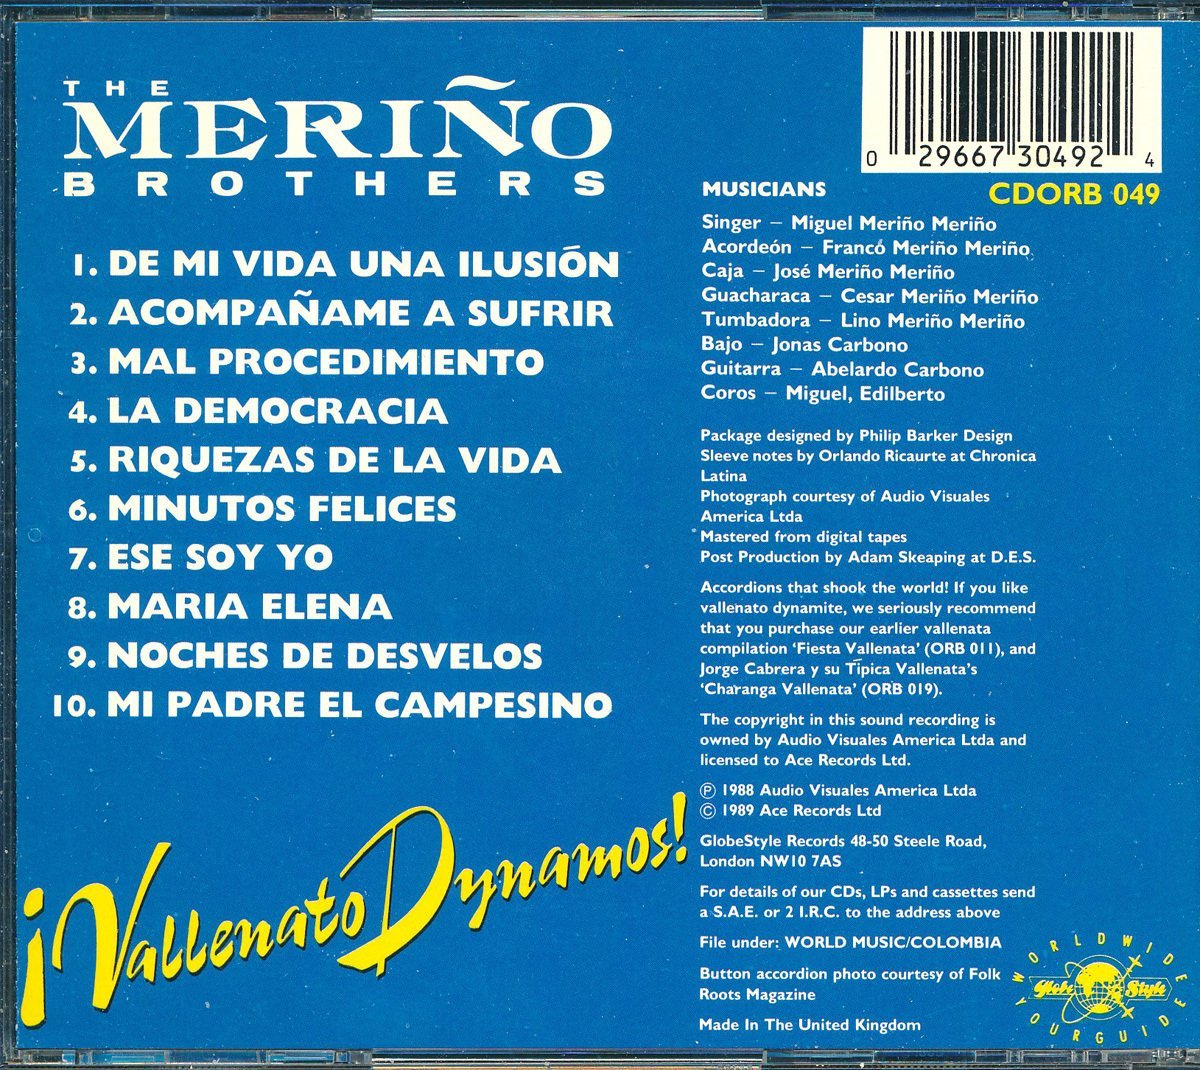 THE
MERIÑO
BROTHERS
1. DE MI VIDA UNA ILUSIÓN
2. ACOMPAÑAME A SUFRIR
3. MAL PROCEDIMIENTO
4. LA DEMOCRACIA
5. RIQUEZAS DE LA VIDA
6. MINUTOS FELICES
7. ESE SOY YO
8. MARIA ELENA
9. NOCHES DE DESVELOS
10. MI PADRE EL CAMPESINO
¡Vallenato Dynamos!
0 29667 30492 4
CDORB 049
MUSICIANS
Singer – Miguel Meriño Meriño
Acordeón – Francó Meriño Meriño
Caja – José Meriño Meriño
Guacharaca – Cesar Meriño Meriño
Tumbadora – Lino Meriño Meriño
Bajo – Jonas Carbono
Guitarra – Abelardo Carbono
Coros – Miguel, Edilberto
Package designed by Philip Barker Design
Sleeve notes by Orlando Ricaurte at Chronica
Latina
Photograph courtesy of Audio Visuales
America Ltda
Mastered from digital tapes
Post Production by Adam Skeaping at D.E.S.
Accordions that shook the world! If you like
vallenato dynamite, we seriously recommend
that you purchase our earlier vallenata
compilation ‘Fiesta Vallenata’ (ORB 011), and
Jorge Cabrera y su Típica Vallenata’s
‘Charanga Vallenata’ (ORB 019).
The copyright in this sound recording is
owned by Audio Visuales America Ltda and
licensed to Ace Records Ltd.
℗ 1988 Audio Visuales America Ltda
© 1989 Ace Records Ltd
GlobeStyle Records 48-50 Steele Road,
London NW10 7AS
For details of our CDs, LPs and cassettes send
a S.A.E. or 2 I.R.C. to the address above
File under: WORLD MUSIC/COLOMBIA
Button accordion photo courtesy of Folk
Roots Magazine
Made In The United Kingdom
WORLDWIDE
Globe Style
YOUR GUIDE